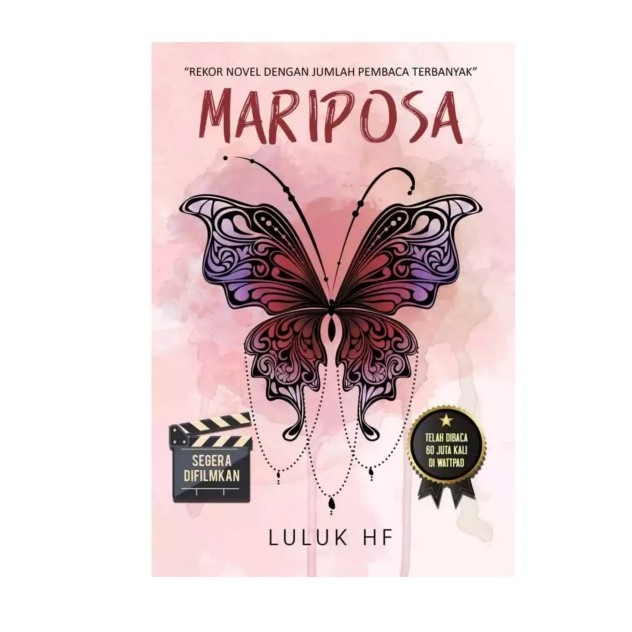 “REKOR NOVEL DENGAN JUMLAH PEMBACA TERBANYAK”
MARIPOSA
SEGERA
DIFILMKAN
TELAH DIBACA
60 JUTA KALI
DI WATTPAD
LULUK HF